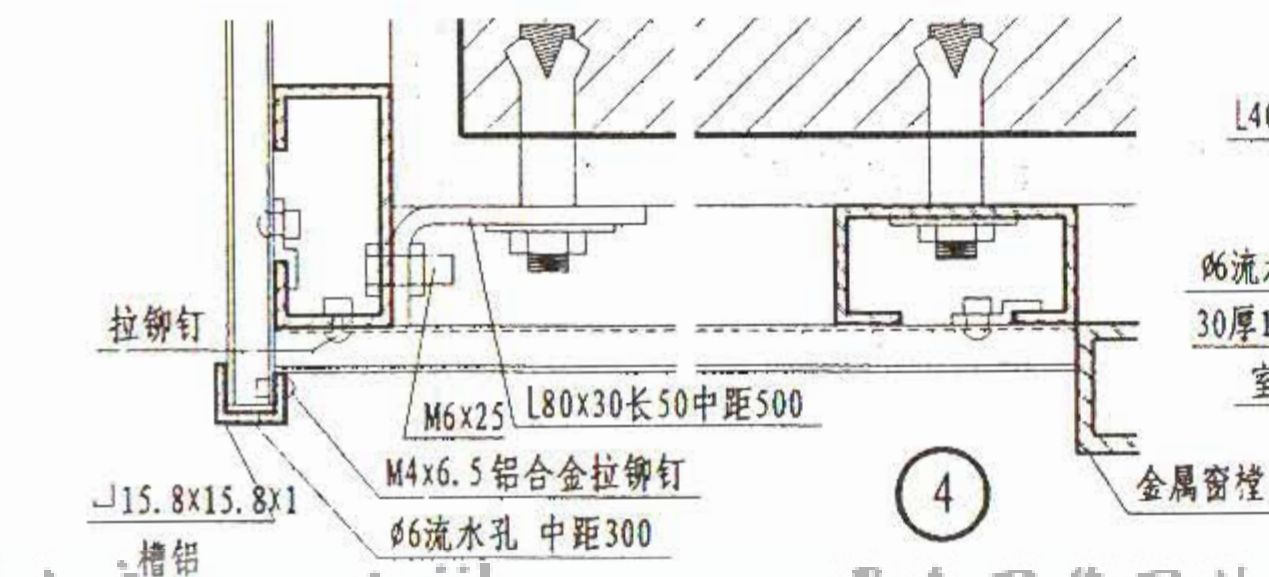 L4
Ø6流
拉铆钉
30厚
L80x30长50中距500
M6x25
M4x6.5铝合金拉铆钉
4
金属窗樘
⅃15.8x15.8x1
Ø6流水孔 中距300
槽铝